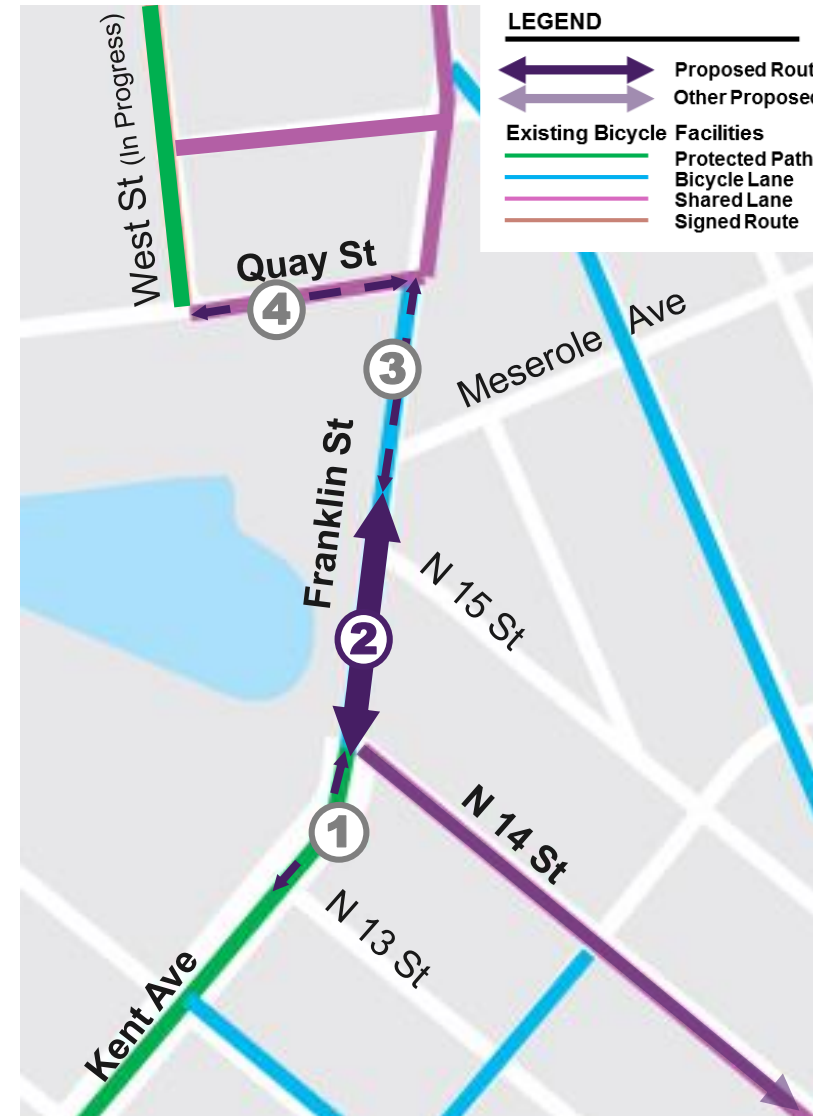 LEGEND
Proposed Rout
Other Proposed
Existing Bicycle Facilities
Protected Path
Bicycle Lane
Shared Lane
Signed Route
West St (In Progress)
Quay St
4
3
Meserole Ave
Franklin St
N 15 St
2
1
N 14 St
N 13 St
Kent Ave